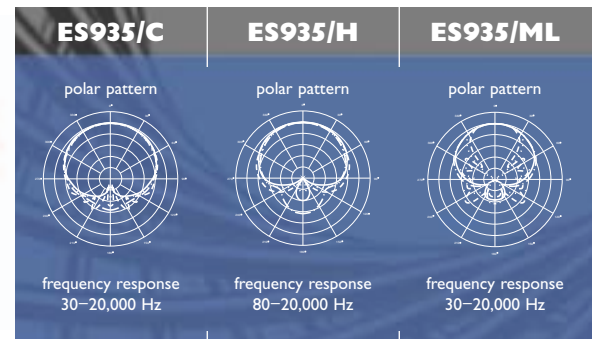 ES935/C ES935/H ES935/ML
polar pattern polar pattern polar pattern
frequency response frequency response frequency response
30–20,000 Hz 80–20,000 Hz 30–20,000 Hz